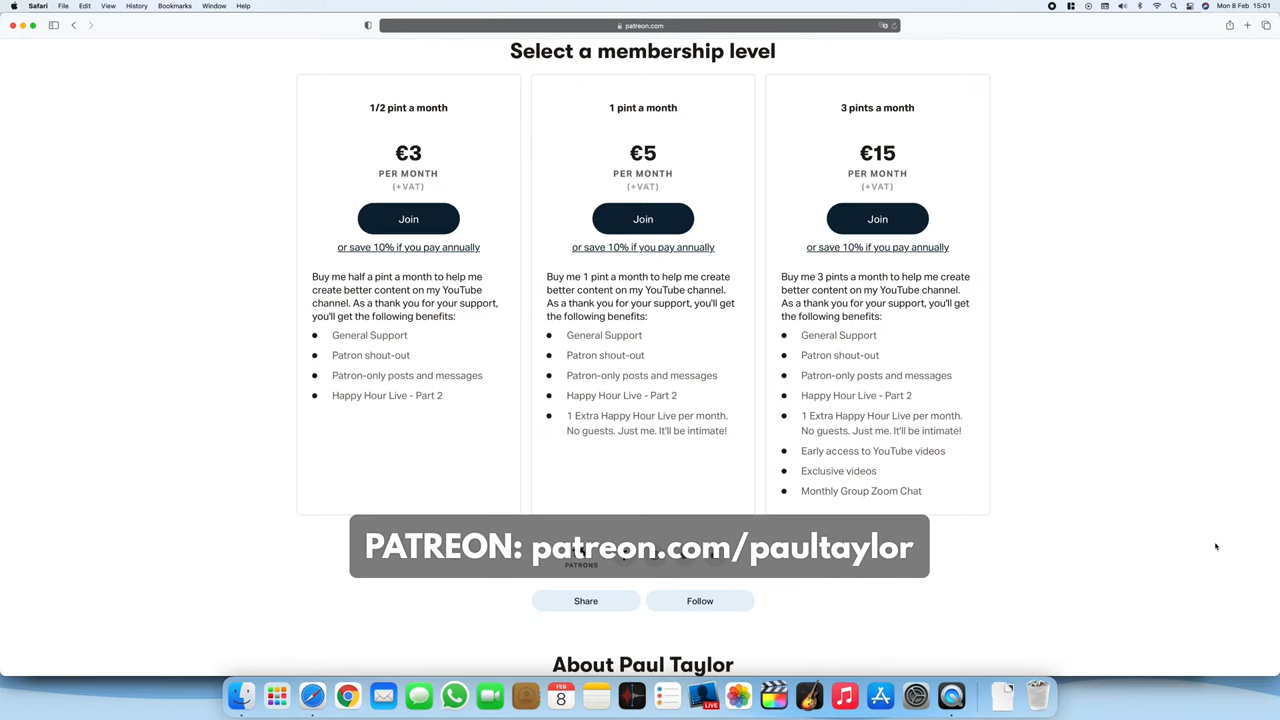 Safari File Edit View History Bookmarks Window Help
Mon 8 Feb 15:01
patreon.com
Select a membership level
1/2 pint a month
€3
PER MONTH
(+VAT)
Join
or save 10% if you pay annually
Buy me half a pint a month to help me
create better content on my YouTube
channel. As a thank you for your support,
you'll get the following benefits:
General Support
Patron shout-out
Patron-only posts and messages
Happy Hour Live - Part 2
1 pint a month
€5
PER MONTH
(+VAT)
Join
or save 10% if you pay annually
Buy me 1 pint a month to help me create
better content on my YouTube channel.
As a thank you for your support, you'll get
the following benefits:
General Support
Patron shout-out
Patron-only posts and messages
Happy Hour Live - Part 2
1 Extra Happy Hour Live per month.
No guests. Just me. It'll be intimate!
3 pints a month
€15
PER MONTH
(+VAT)
Join
or save 10% if you pay annually
Buy me 3 pints a month to help me create
better content on my YouTube channel.
As a thank you for your support, you'll get
the following benefits:
General Support
Patron shout-out
Patron-only posts and messages
Happy Hour Live - Part 2
1 Extra Happy Hour Live per month.
No guests. Just me. It'll be intimate!
Early access to YouTube videos
Exclusive videos
Monthly Group Zoom Chat
PATREON: patreon.com/paultaylor
PATRONS
Share
Follow
About Paul Taylor
FEB
8
LIVE